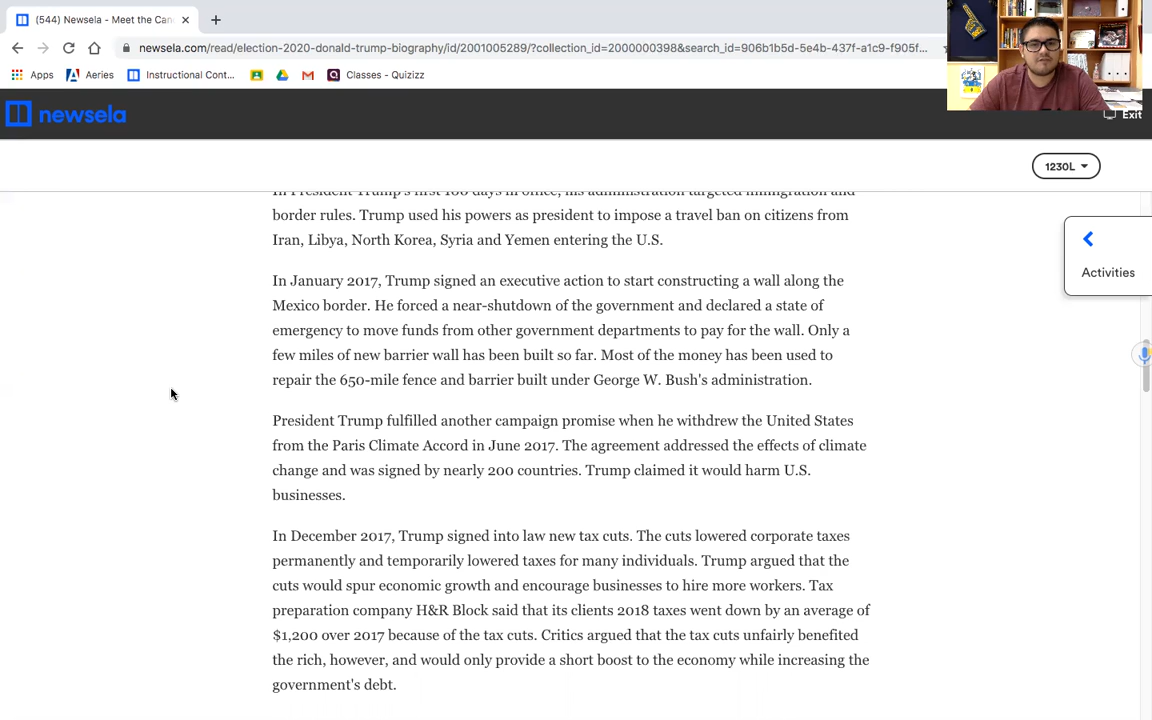 (544) Newsela - Meet the Can
newsela.com/read/election-2020-donald-trump-biography/id/2001005289/?collection_id=2000000398&search_id=906b1b5d-5e4b-437f-a1c9-f905f...
Apps Aeries Instructional Cont... Classes - Quizizz
newsela
Exit
1230L
In President Trump's first 100 days in office, his administration targeted immigration and
border rules. Trump used his powers as president to impose a travel ban on citizens from
Iran, Libya, North Korea, Syria and Yemen entering the U.S.
Activities
In January 2017, Trump signed an executive action to start constructing a wall along the
Mexico border. He forced a near-shutdown of the government and declared a state of
emergency to move funds from other government departments to pay for the wall. Only a
few miles of new barrier wall has been built so far. Most of the money has been used to
repair the 650-mile fence and barrier built under George W. Bush's administration.
President Trump fulfilled another campaign promise when he withdrew the United States
from the Paris Climate Accord in June 2017. The agreement addressed the effects of climate
change and was signed by nearly 200 countries. Trump claimed it would harm U.S.
businesses.
In December 2017, Trump signed into law new tax cuts. The cuts lowered corporate taxes
permanently and temporarily lowered taxes for many individuals. Trump argued that the
cuts would spur economic growth and encourage businesses to hire more workers. Tax
preparation company H&R Block said that its clients 2018 taxes went down by an average of
$1,200 over 2017 because of the tax cuts. Critics argued that the tax cuts unfairly benefited
the rich, however, and would only provide a short boost to the economy while increasing the
government's debt.